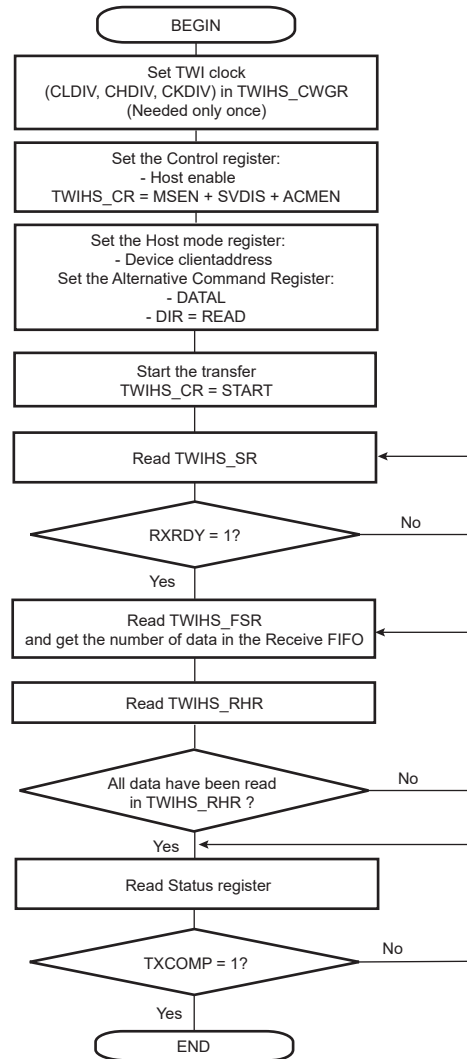 BEGIN
Set TWI clock
(CLDIV, CHDIV, CKDIV) in TWIHS_CWGR
(Needed only once)
Set the Control register:
- Host enable
TWIHS_CR = MSEN + SVDIS + ACMEN
Set the Host mode register:
- Device clientaddress
Set the Alternative Command Register:
- DATAL
- DIR = READ
Start the transfer
TWIHS_CR = START
Read TWIHS_SR
RXRDY = 1?
No
Yes
Read TWIHS_FSR
and get the number of data in the Receive FIFO
Read TWIHS_RHR
All data have been read
in TWIHS_RHR ?
No
Yes
Read Status register
TXCOMP = 1?
No
Yes
END